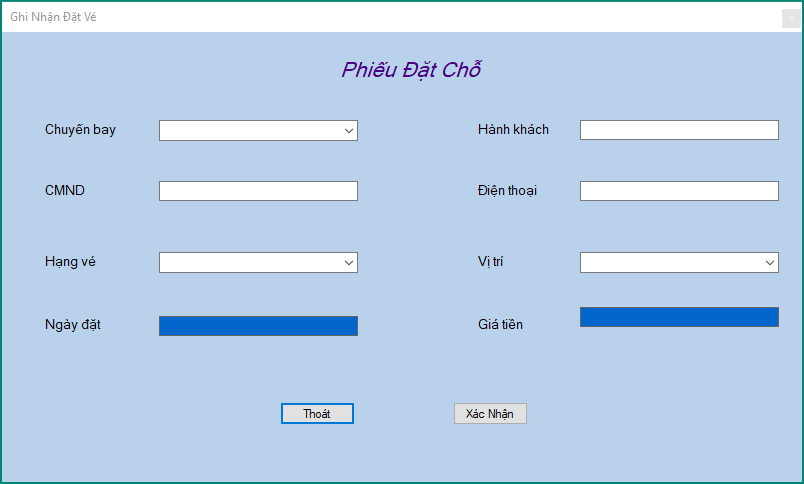 Ghi Nhận Đặt Vé
Phiếu Đặt Chỗ
Chuyến bay
Hành khách
CMND
Điện thoại
Hạng vé
Vị trí
Ngày đặt
Giá tiền
Thoát
Xác Nhận